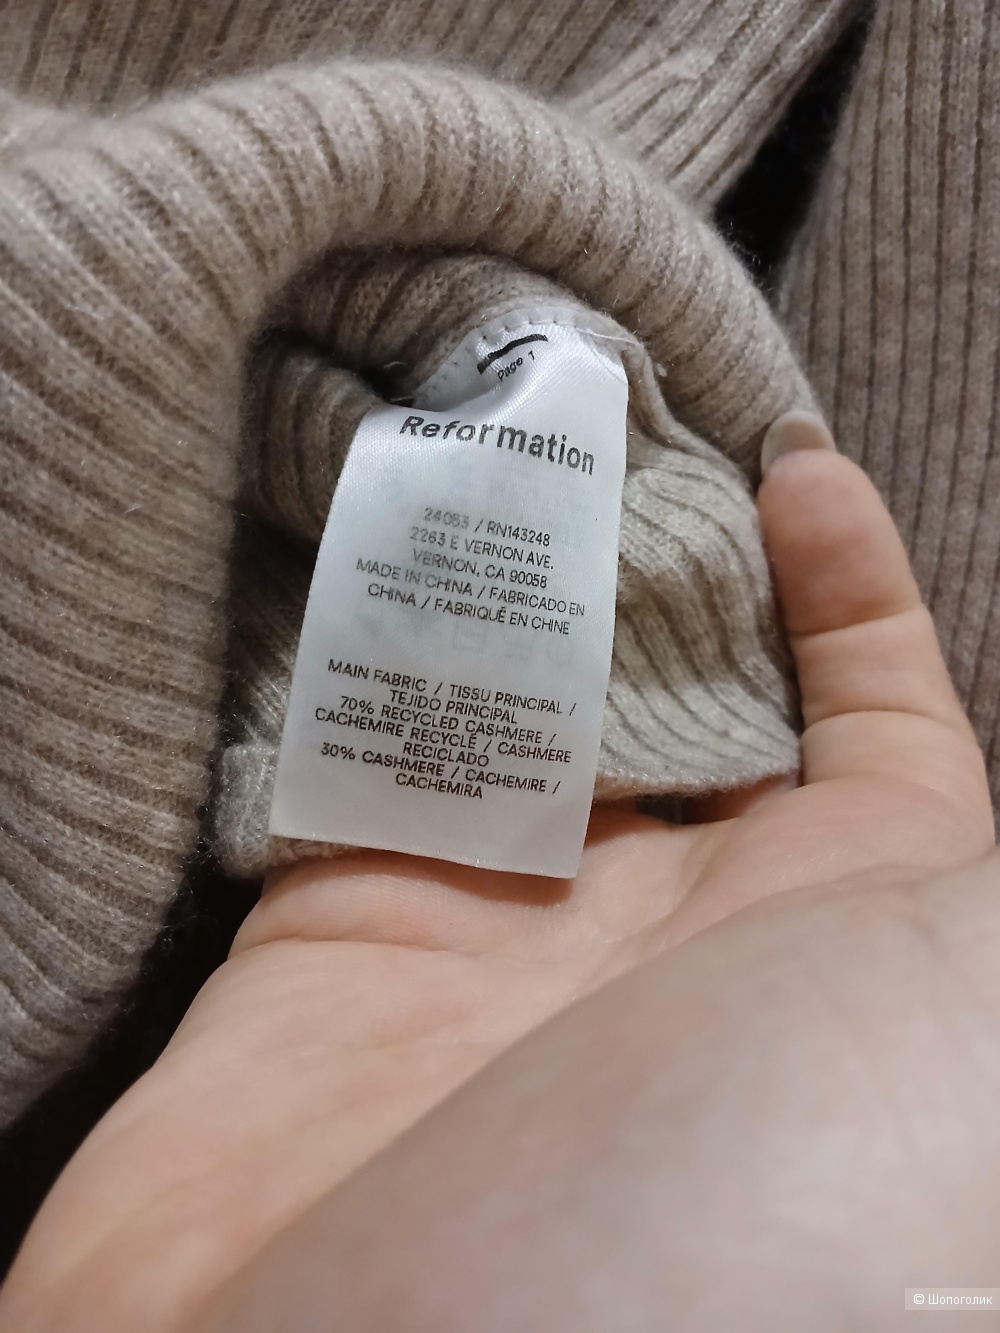 Page 1
Reformation
24083 / RN143248
2263 E VERNON AVE.
VERNON, CA 90058
MADE IN CHINA / FABRICADO EN
CHINA / FABRIQUÉ EN CHINE
MAIN FABRIC / TISSU PRINCIPAL /
TEJIDO PRINCIPAL
70% RECYCLED CASHMERE /
CACHEMIRE RECYCLÉ / CASHMERE
RECICLADO
30% CASHMERE / CACHEMIRE /
CACHEMIRA
© Шопоголик